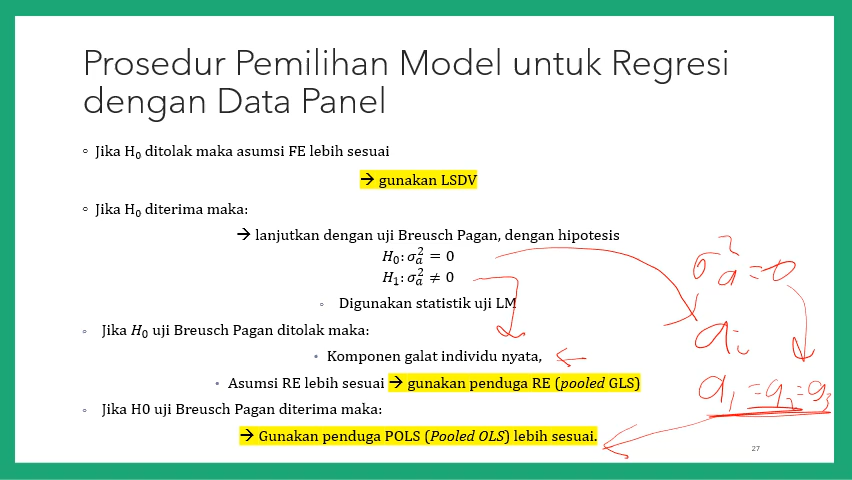 Prosedur Pemilihan Model untuk Regresi
dengan Data Panel
◦ Jika H₀ ditolak maka asumsi FE lebih sesuai
→ gunakan LSDV
◦ Jika H₀ diterima maka:
→ lanjutkan dengan uji Breusch Pagan, dengan hipotesis
H₀: σₐ² = 0
H₁: σₐ² ≠ 0
◦ Digunakan statistik uji LM
◦ Jika H₀ uji Breusch Pagan ditolak maka:
• Komponen galat individu nyata,
• Asumsi RE lebih sesuai → gunakan penduga RE (pooled GLS)
◦ Jika H0 uji Breusch Pagan diterima maka:
→ Gunakan penduga POLS (Pooled OLS) lebih sesuai.
σₐ² = 0
aᵢ
a₁ = a₂ = a₃
27